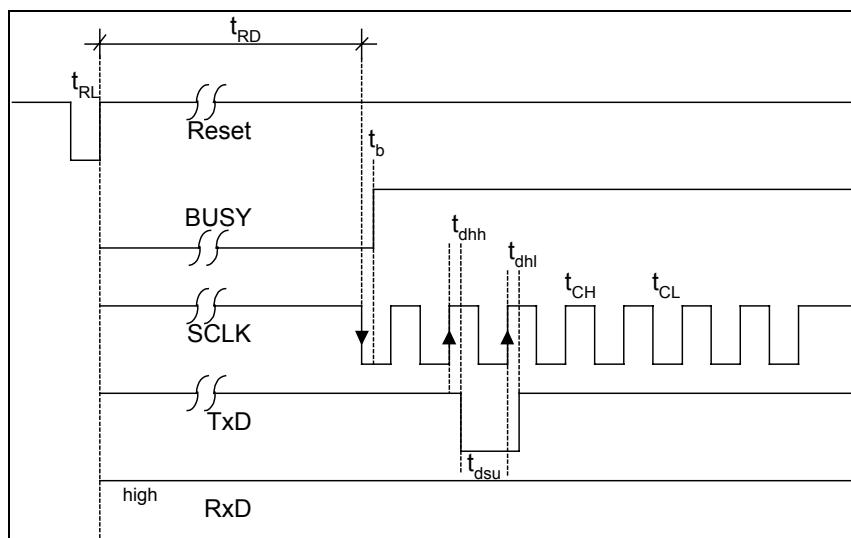 tRD
tRL
Reset
tb
BUSY
tdhh
tdhl
tCH
tCL
SCLK
TxD
tdsu
high
RxD